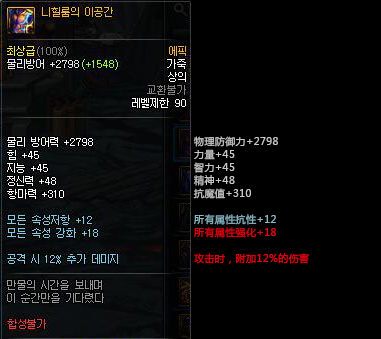 니힐룸의 이공간
최상급(100%) 에픽
물리방어 +2798(+1548) 가죽
상의
교환불가
레벨제한 90
물리 방어력 +2798 物理防御力+2798
힘 +45 力量+45
지능 +45 智力+45
정신력 +48 精神+48
항마력 +310 抗魔值+310
모든 속성저항 +12 所有属性抗性+12
모든 속성 강화 +18 所有属性强化+18
공격 시 12% 추가 데미지 攻击时，附加12%的伤害
만물의 시간을 보내며
이 순간만을 기다렸다
합성불가